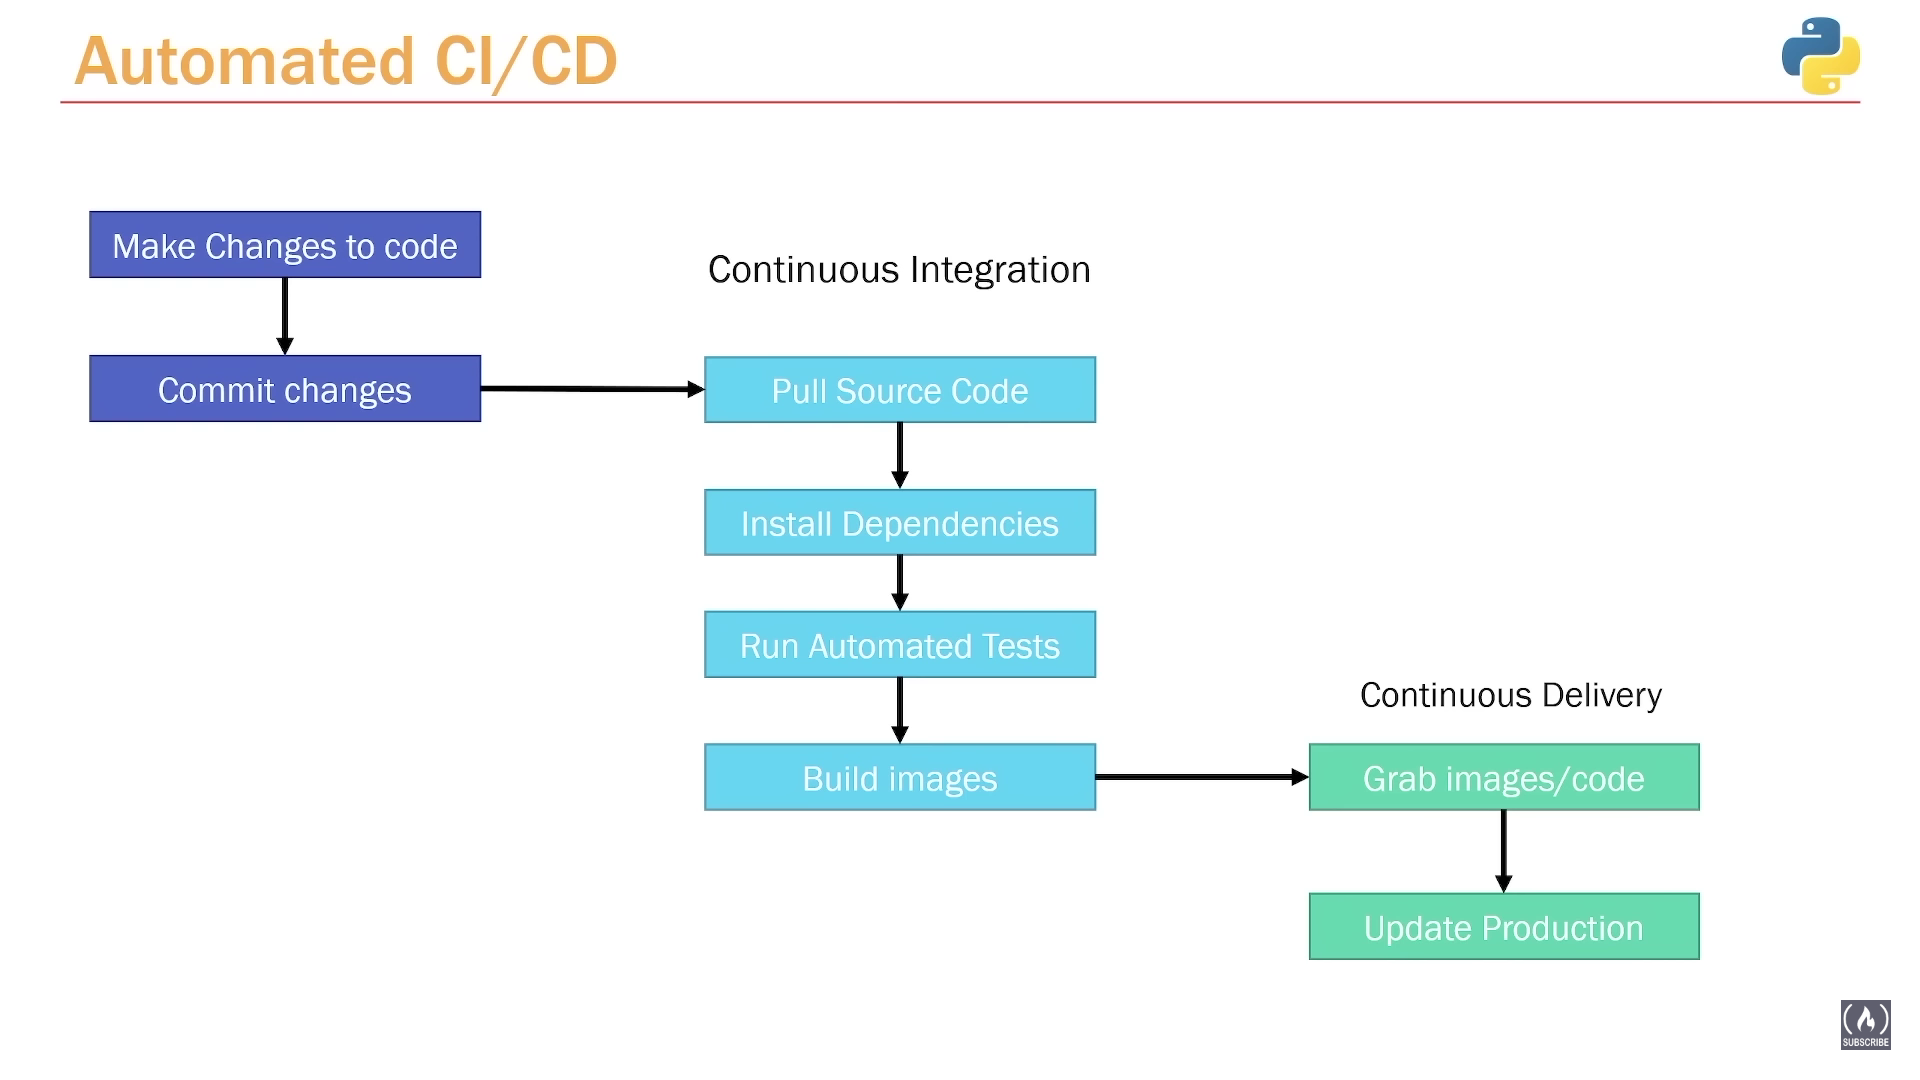 Automated CI/CD
Make Changes to code
Continuous Integration
Commit changes
Pull Source Code
Install Dependencies
Run Automated Tests
Continuous Delivery
Build images
Grab images/code
Update Production
SUBSCRIBE